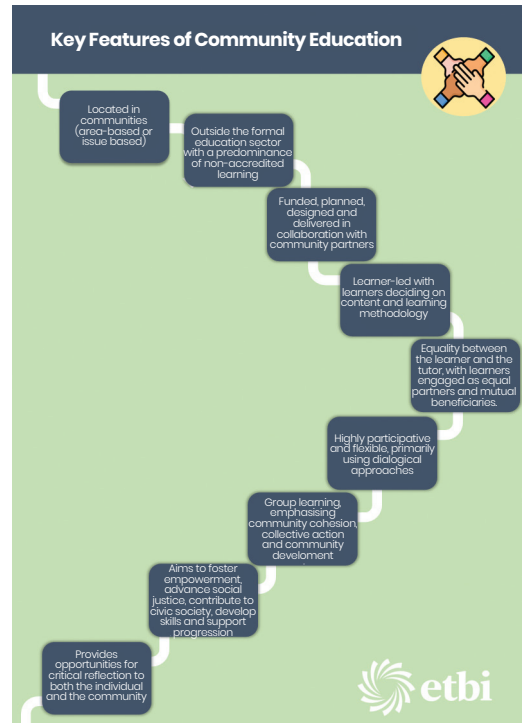 Key Features of Community Education
Located in
communities
(area-based or
issue based)
Outside the formal
education sector
with a predominance
of non-accredited
learning
Funded, planned,
designed and
delivered in
collaboration with
community partners
Learner-led with
learners deciding on
content and learning
methodology
Equality between
the learner and the
tutor, with learners
engaged as equal
partners and mutual
beneficiaries.
Highly participative
and flexible, primarily
using dialogical
approaches
Group learning,
emphasising
community cohesion,
collective action
and community
develoment
Aims to foster
empowerment,
advance social
justice, contribute to
civic society, develop
skills and support
progression
Provides
opportunities for
critical reflection to
both the individual
and the community
etbi